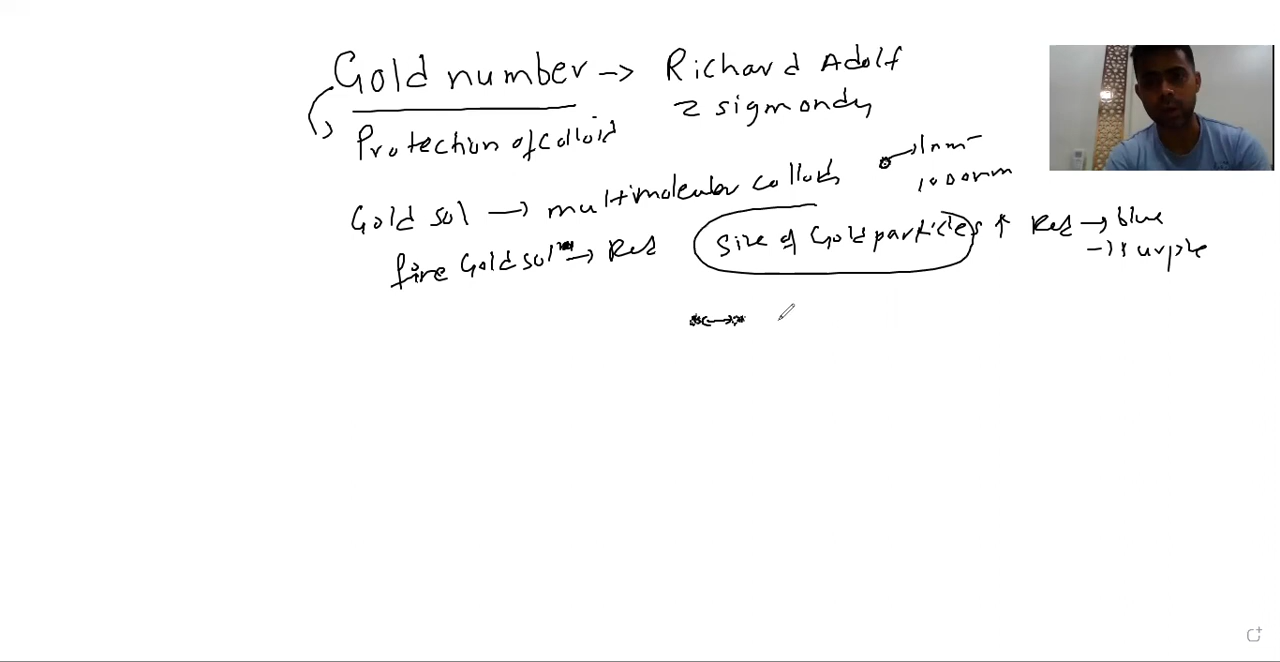 Gold number -> Richard Adolf
Zsigmondy
Protection of colloid
Gold sol -> multimolecular colloids
1nm-
1000nm
fine Gold sol -> Red
Size of Gold particles ↑ Red -> blue
-> purple